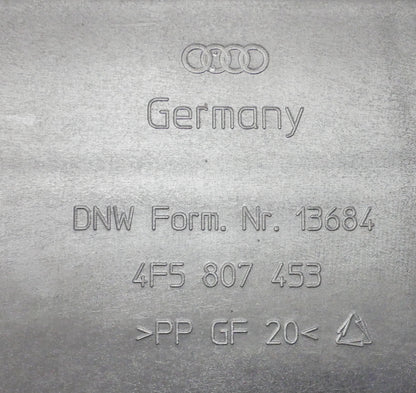 Germany
DNW Form. Nr. 13684
4F5 807 453
>PP GF 20<